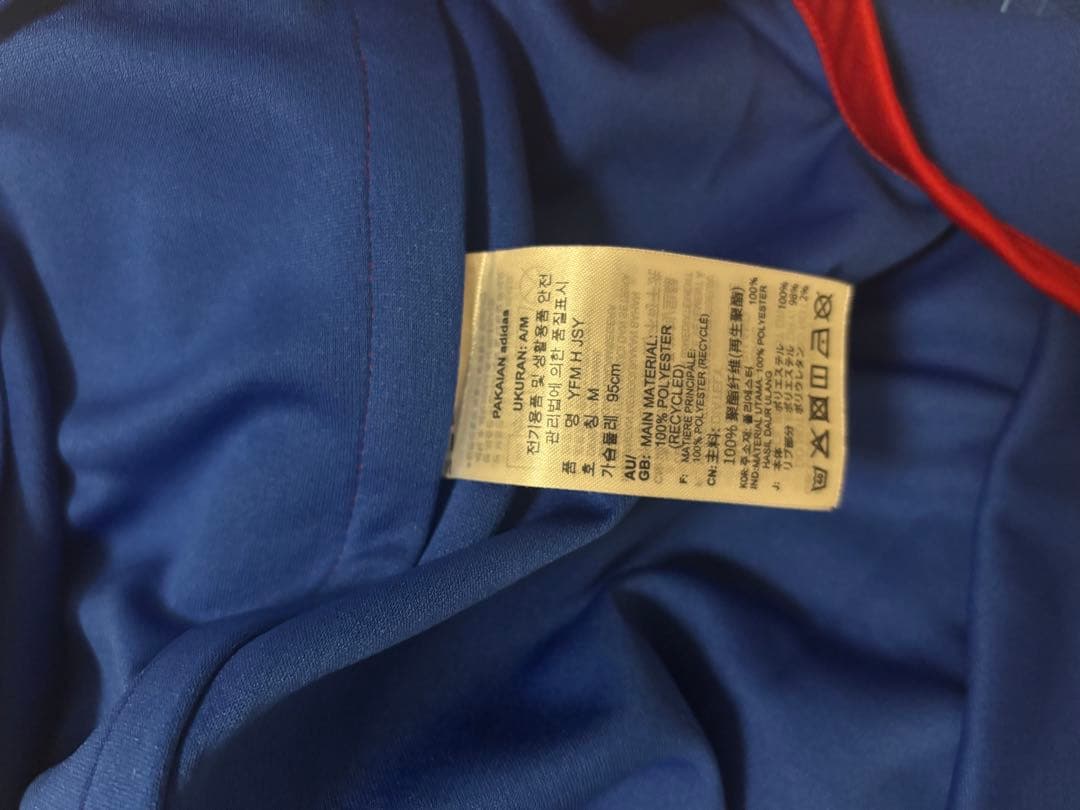 PAKAIAN adidas
UKURAN: A/M
전기용품 및 생활용품 안전
관리법에 의한 품질표시
품 명 YFM H JSY
호 칭 M
가슴둘레 95cm
AU/
GB: MAIN MATERIAL:
100% POLYESTER
(RECYCLED)
F: MATIERE PRINCIPALE:
100% POLYESTER (RECYCLÉ)
CN: 主料:
100% 聚酯纤维(再生聚酯)
KOR:주소재: 폴리에스터 100%
IND:MATERIAL UTAMA: 100% POLYESTER
HASIL DAUR ULANG
J: 本体 ポリエステル 100%
リブ部分 ポリエステル 98%
ポリウレタン 2%